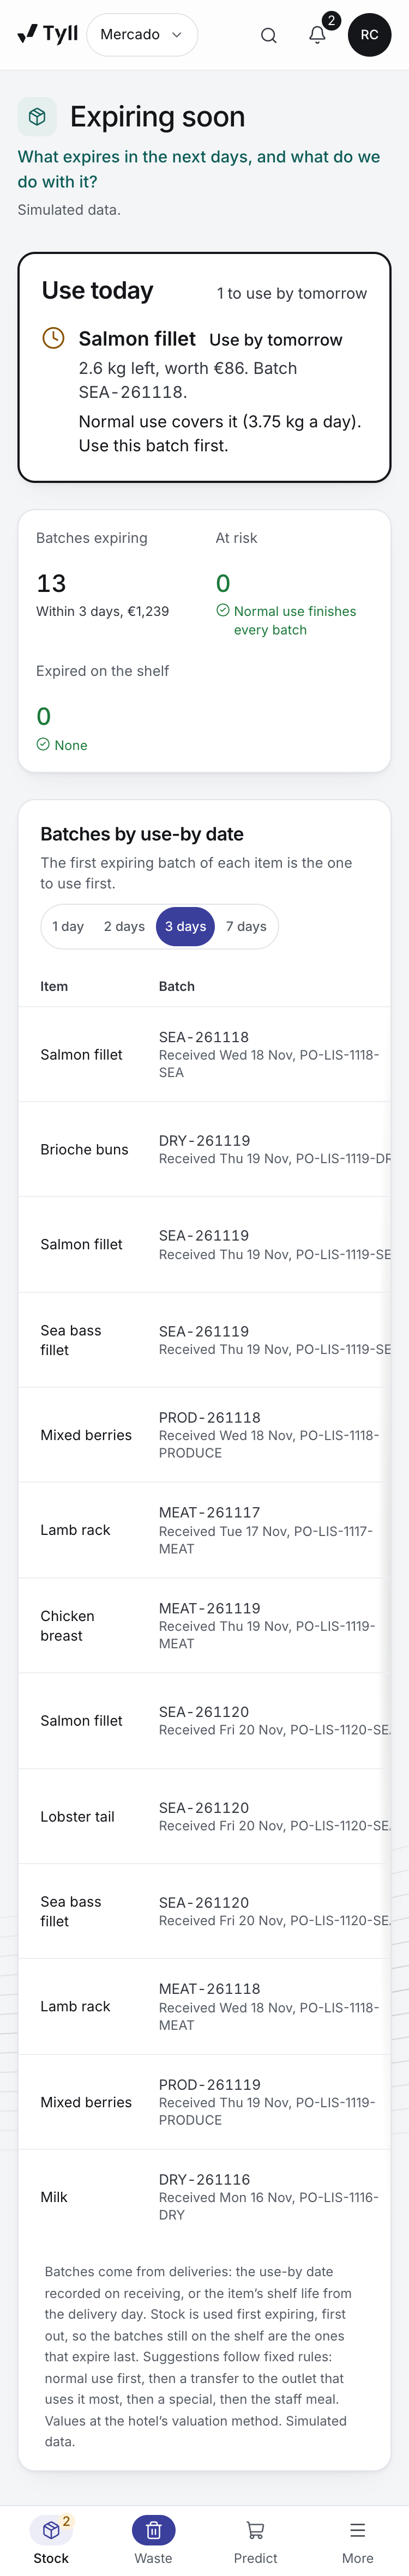 Tyll
Mercado
2
RC
Expiring soon
What expires in the next days, and what do we
do with it?
Simulated data.
Use today
1 to use by tomorrow
Salmon fillet Use by tomorrow
2.6 kg left, worth €86. Batch
SEA-261118.
Normal use covers it (3.75 kg a day).
Use this batch first.
Batches expiring
13
Within 3 days, €1,239
At risk
0
Normal use finishes
every batch
Expired on the shelf
0
None
Batches by use-by date
The first expiring batch of each item is the one
to use first.
1 day 2 days 3 days 7 days
Item Batch
Salmon fillet
SEA-261118
Received Wed 18 Nov, PO-LIS-1118-
SEA
Brioche buns
DRY-261119
Received Thu 19 Nov, PO-LIS-1119-DR
Salmon fillet
SEA-261119
Received Thu 19 Nov, PO-LIS-1119-SE
Sea bass
fillet
SEA-261119
Received Thu 19 Nov, PO-LIS-1119-SE
Mixed berries
PROD-261118
Received Wed 18 Nov, PO-LIS-1118-
PRODUCE
Lamb rack
MEAT-261117
Received Tue 17 Nov, PO-LIS-1117-
MEAT
Chicken
breast
MEAT-261119
Received Thu 19 Nov, PO-LIS-1119-
MEAT
Salmon fillet
SEA-261120
Received Fri 20 Nov, PO-LIS-1120-SE
Lobster tail
SEA-261120
Received Fri 20 Nov, PO-LIS-1120-SE
Sea bass
fillet
SEA-261120
Received Fri 20 Nov, PO-LIS-1120-SE
Lamb rack
MEAT-261118
Received Wed 18 Nov, PO-LIS-1118-
MEAT
Mixed berries
PROD-261119
Received Thu 19 Nov, PO-LIS-1119-
PRODUCE
Milk
DRY-261116
Received Mon 16 Nov, PO-LIS-1116-
DRY
Batches come from deliveries: the use-by date
recorded on receiving, or the item’s shelf life from
the delivery day. Stock is used first expiring, first
out, so the batches still on the shelf are the ones
that expire last. Suggestions follow fixed rules:
normal use first, then a transfer to the outlet that
uses it most, then a special, then the staff meal.
Values at the hotel’s valuation method. Simulated
data.
2
Stock Waste Predict More